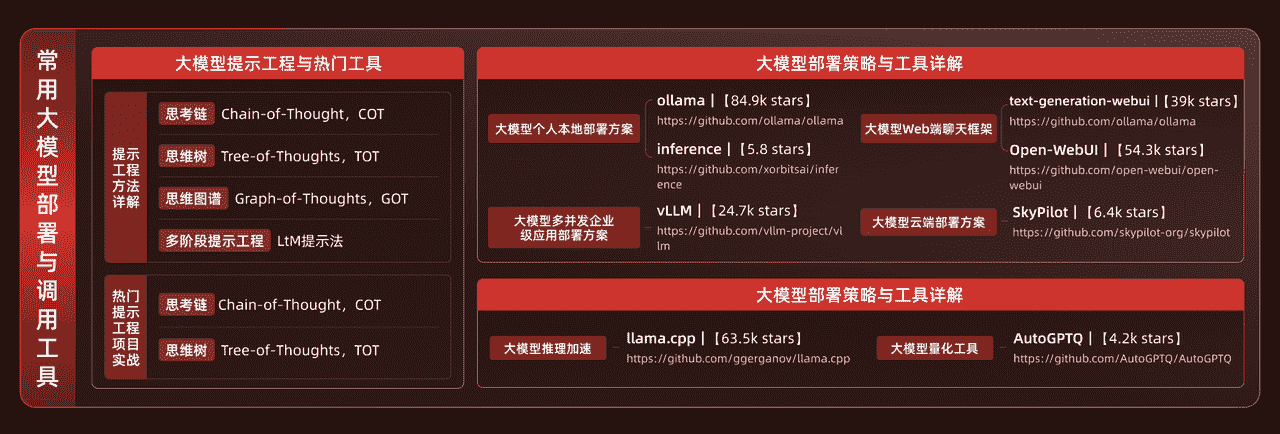 常用大模型部署与调用工具
大模型提示工程与热门工具
提示
工程
方法
详解
思考链 Chain-of-Thought，COT
思维树 Tree-of-Thoughts，TOT
思维图谱 Graph-of-Thoughts，GOT
多阶段提示工程 LtM提示法
热门
提示
工程
项目
实战
思考链 Chain-of-Thought，COT
思维树 Tree-of-Thoughts，TOT
大模型部署策略与工具详解
大模型个人本地部署方案
ollama |【84.9k stars】
https://github.com/ollama/ollama
inference |【5.8 stars】
https://github.com/xorbitsai/infer
ence
大模型Web端聊天框架
text-generation-webui |【39k stars】
https://github.com/ollama/ollama
Open-WebUI |【54.3k stars】
https://github.com/open-webui/open-
webui
大模型多并发企业
级应用部署方案
vLLM |【24.7k stars】
https://github.com/vllm-project/vl
lm
大模型云端部署方案
SkyPilot |【6.4k stars】
https://github.com/skypilot-org/skypilot
大模型部署策略与工具详解
大模型推理加速
llama.cpp |【63.5k stars】
https://github.com/ggerganov/llama.cpp
大模型量化工具
AutoGPTQ |【4.2k stars】
https://github.com/AutoGPTQ/AutoGPTQ